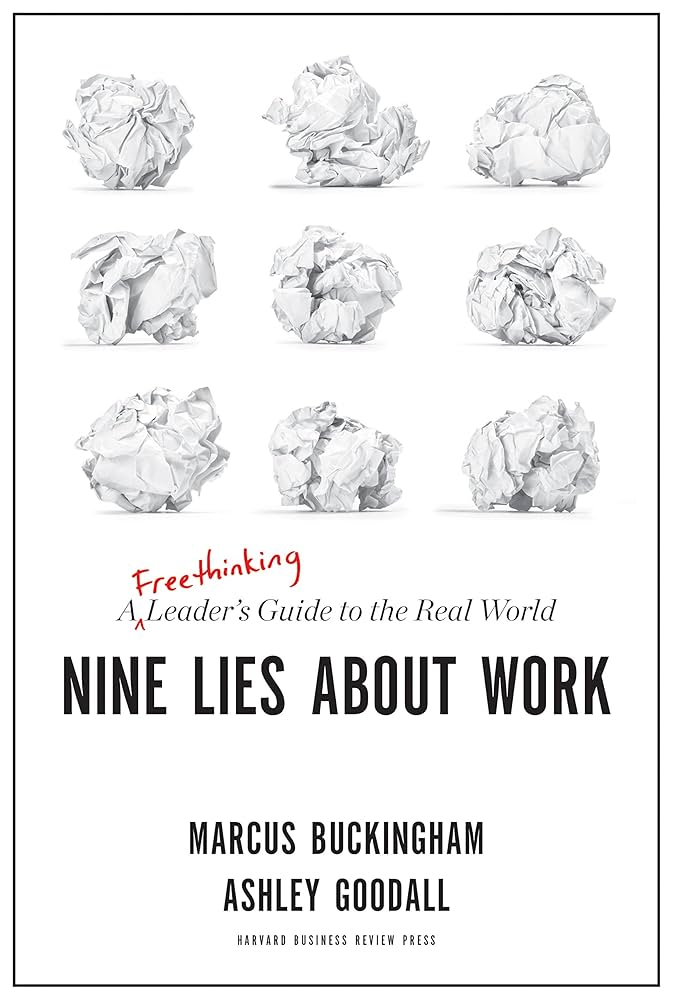 Freethinking
A Leader's Guide to the Real World
NINE LIES ABOUT WORK
MARCUS BUCKINGHAM
ASHLEY GOODALL
HARVARD BUSINESS REVIEW PRESS